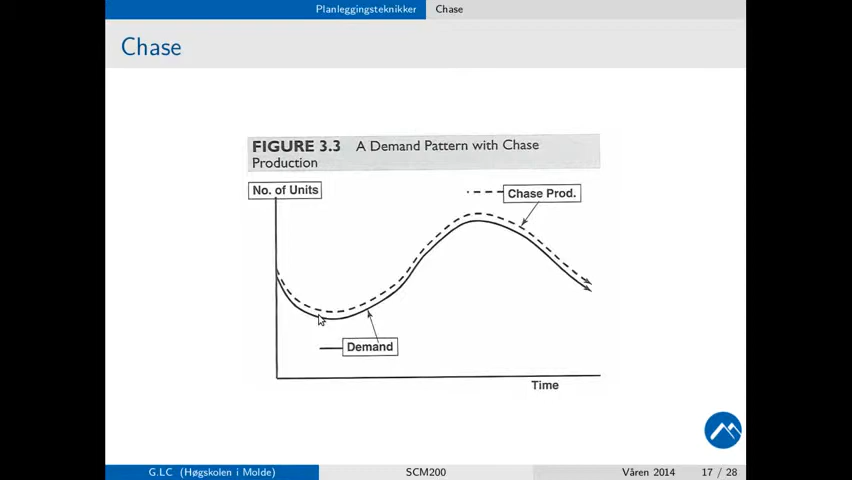 Planleggingsteknikker Chase
Chase
FIGURE 3.3 A Demand Pattern with Chase
Production
No. of Units
Chase Prod.
Demand
Time
G.LC (Høgskolen i Molde) SCM200 Våren 2014 17 / 28